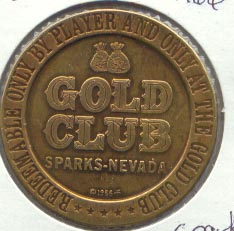 REDEEMABLE ONLY BY PLAYER AND ONLY AT THE GOLD CLUB
GOLD
CLUB
SPARKS-NEVADA